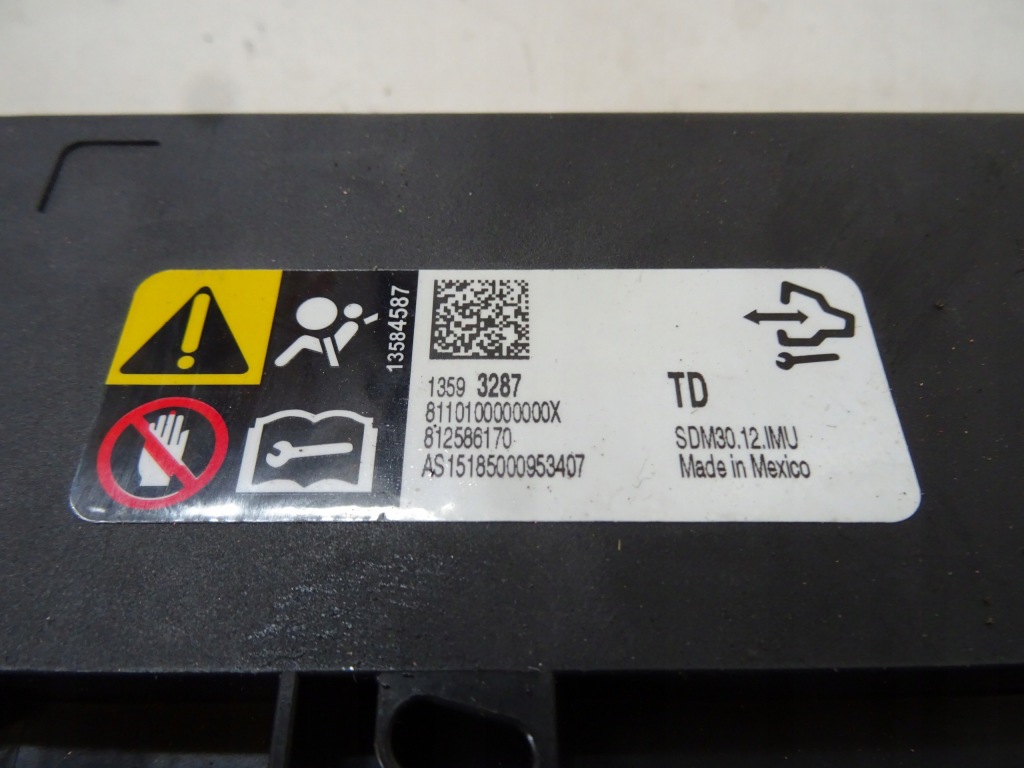 13584587
1359 3287
8110100000000X
812586170
AS15185000953407
TD
SDM30.12.IMU
Made in Mexico